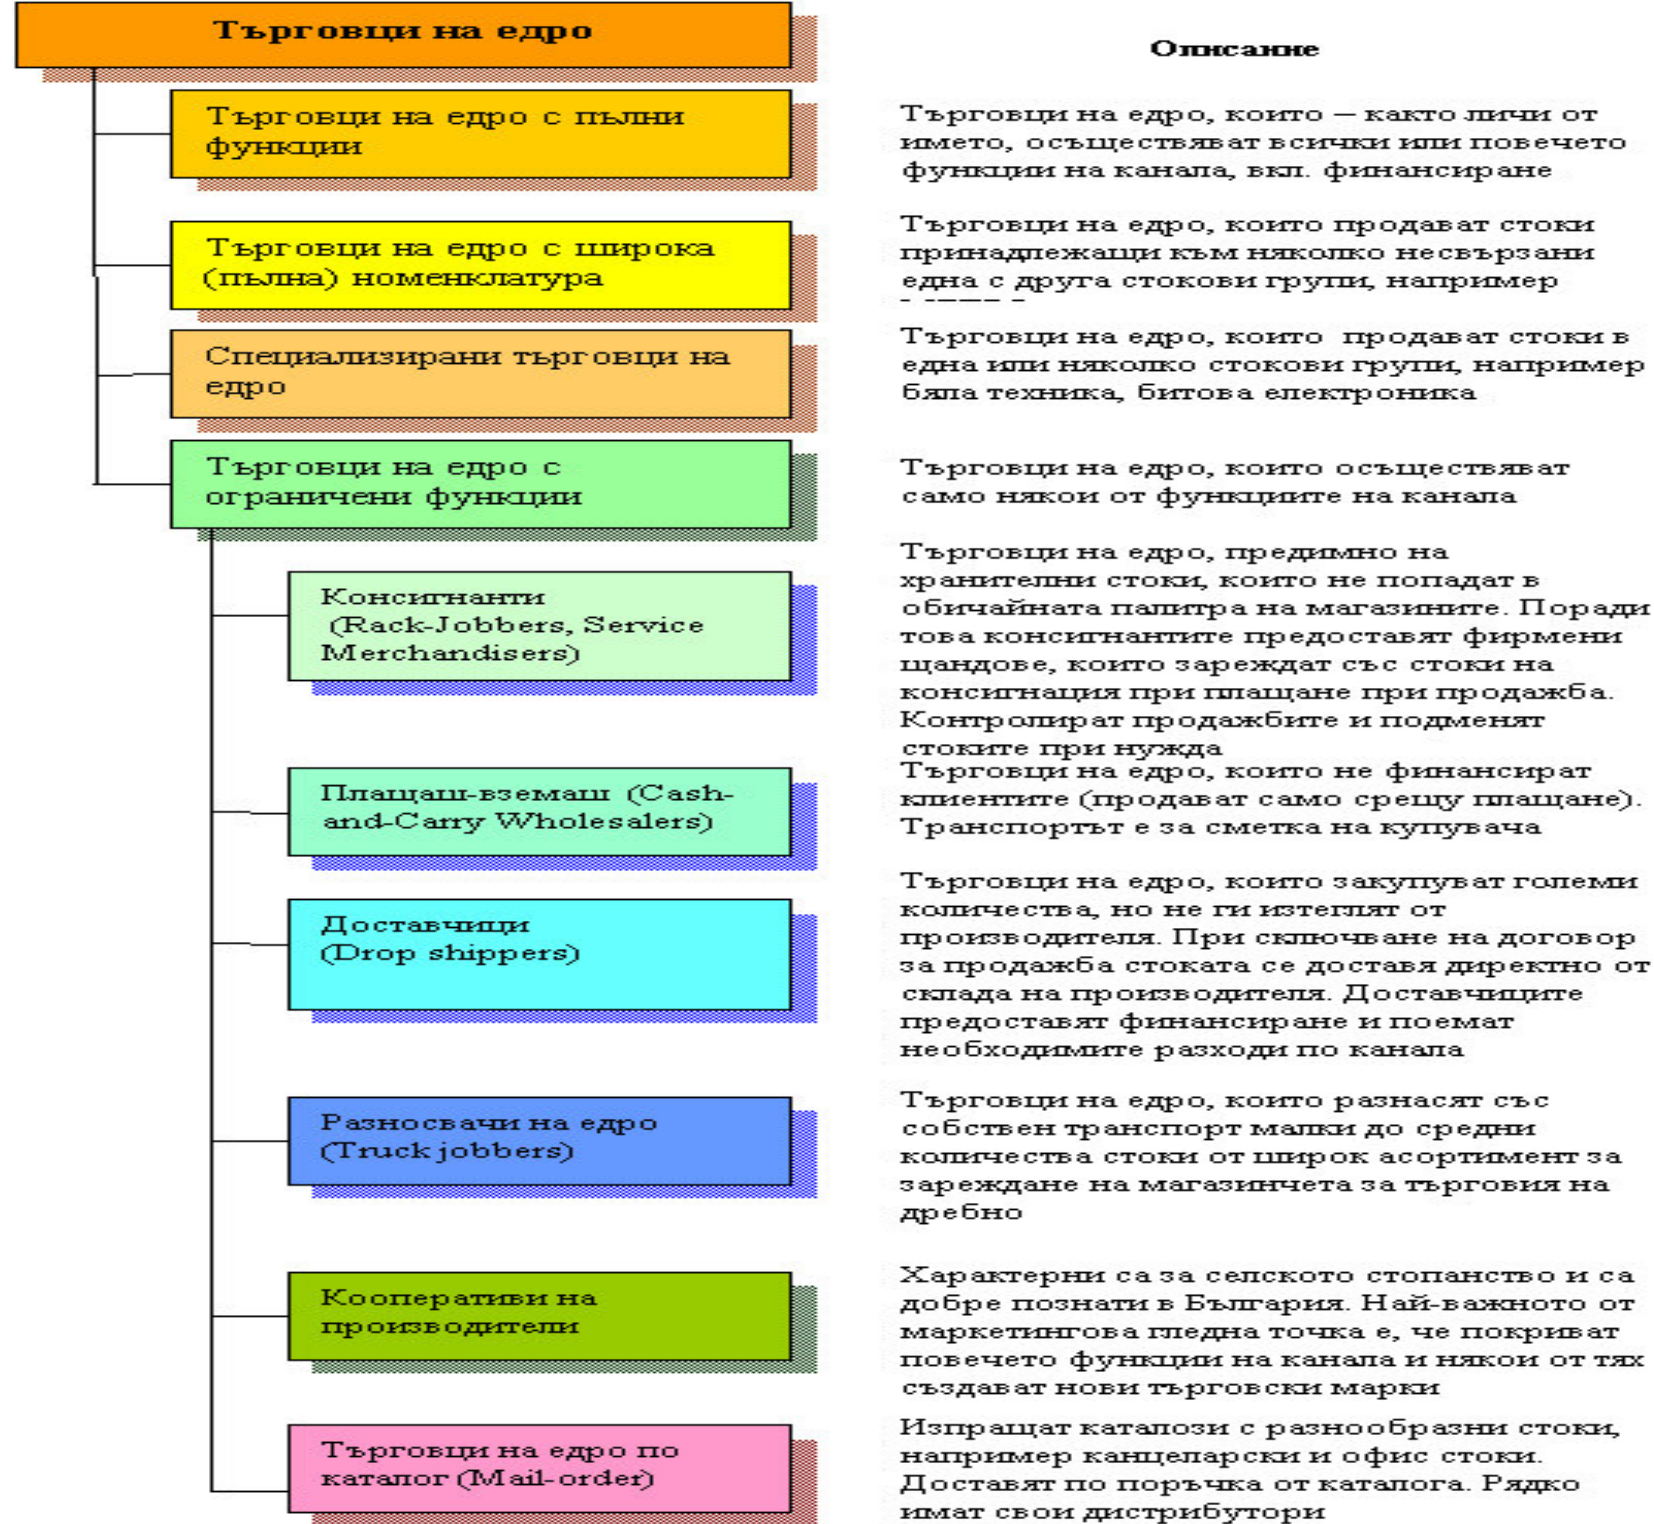 Търговци на едро
Описание
Търговци на едро с пълни
функции
Търговци на едро, които – както личи от
името, осъществяват всички или повечето
функции на канала, вкл. финансиране
Търговци на едро с широка
(пълна) номенклатура
Търговци на едро, които продават стоки
принадлежащи към няколко несвързани
една с друга стокови групи, например
Специализирани търговци на
едро
Търговци на едро, които продават стоки в
една или няколко стокови групи, например
бяла техника, битова електроника
Търговци на едро с
ограничени функции
Търговци на едро, които осъществяват
само някои от функциите на канала
Консигнанти
(Rack-Jobbers, Service
Merchandisers)
Търговци на едро, предимно на
хранителни стоки, които не попадат в
обичайната палитра на магазините. Поради
това консигнантите предоставят фирмени
щандове, които зареждат със стоки на
консигнация при плащане при продажба.
Контролират продажбите и подменят
стоките при нужда
Плащаш-вземаш (Cash-
and-Carry Wholesalers)
Търговци на едро, които не финансират
клиентите (продават само срещу плащане).
Транспортът е за сметка на купувача
Доставчици
(Drop shippers)
Търговци на едро, които закупуват големи
количества, но не ги изтеглят от
производителя. При сключване на договор
за продажба стоката се доставя директно от
склада на производителя. Доставчиците
предоставят финансиране и поемат
необходимите разходи по канала
Разносвачи на едро
(Truck jobbers)
Търговци на едро, които разнасят със
собствен транспорт малки до средни
количества стоки от широк асортимент за
зареждане на магазинчета за търговия на
дребно
Кооперативи на
производители
Характерни са за селското стопанство и са
добре познати в България. Най-важното от
маркетингова гледна точка е, че покриват
повечето функции на канала и някои от тях
създават нови търговски марки
Търговци на едро по
каталог (Mail-order)
Изпращат каталози с разнообразни стоки,
например канцеларски и офис стоки.
Доставят по поръчка от каталога. Рядко
имат свои дистрибутори